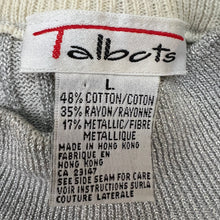 Talbots
L
48% COTTON/COTON
35% RAYON/RAYONNE
17% METALLIC/FIBRE
METALLIQUE
MADE IN HONG KONG
FABRIQUE EN
HONG KONG
CA 23147
SEE SIDE SEAM FOR CARE
VOIR INSTRUCTIONS SURLA
COUTURE LATERALE